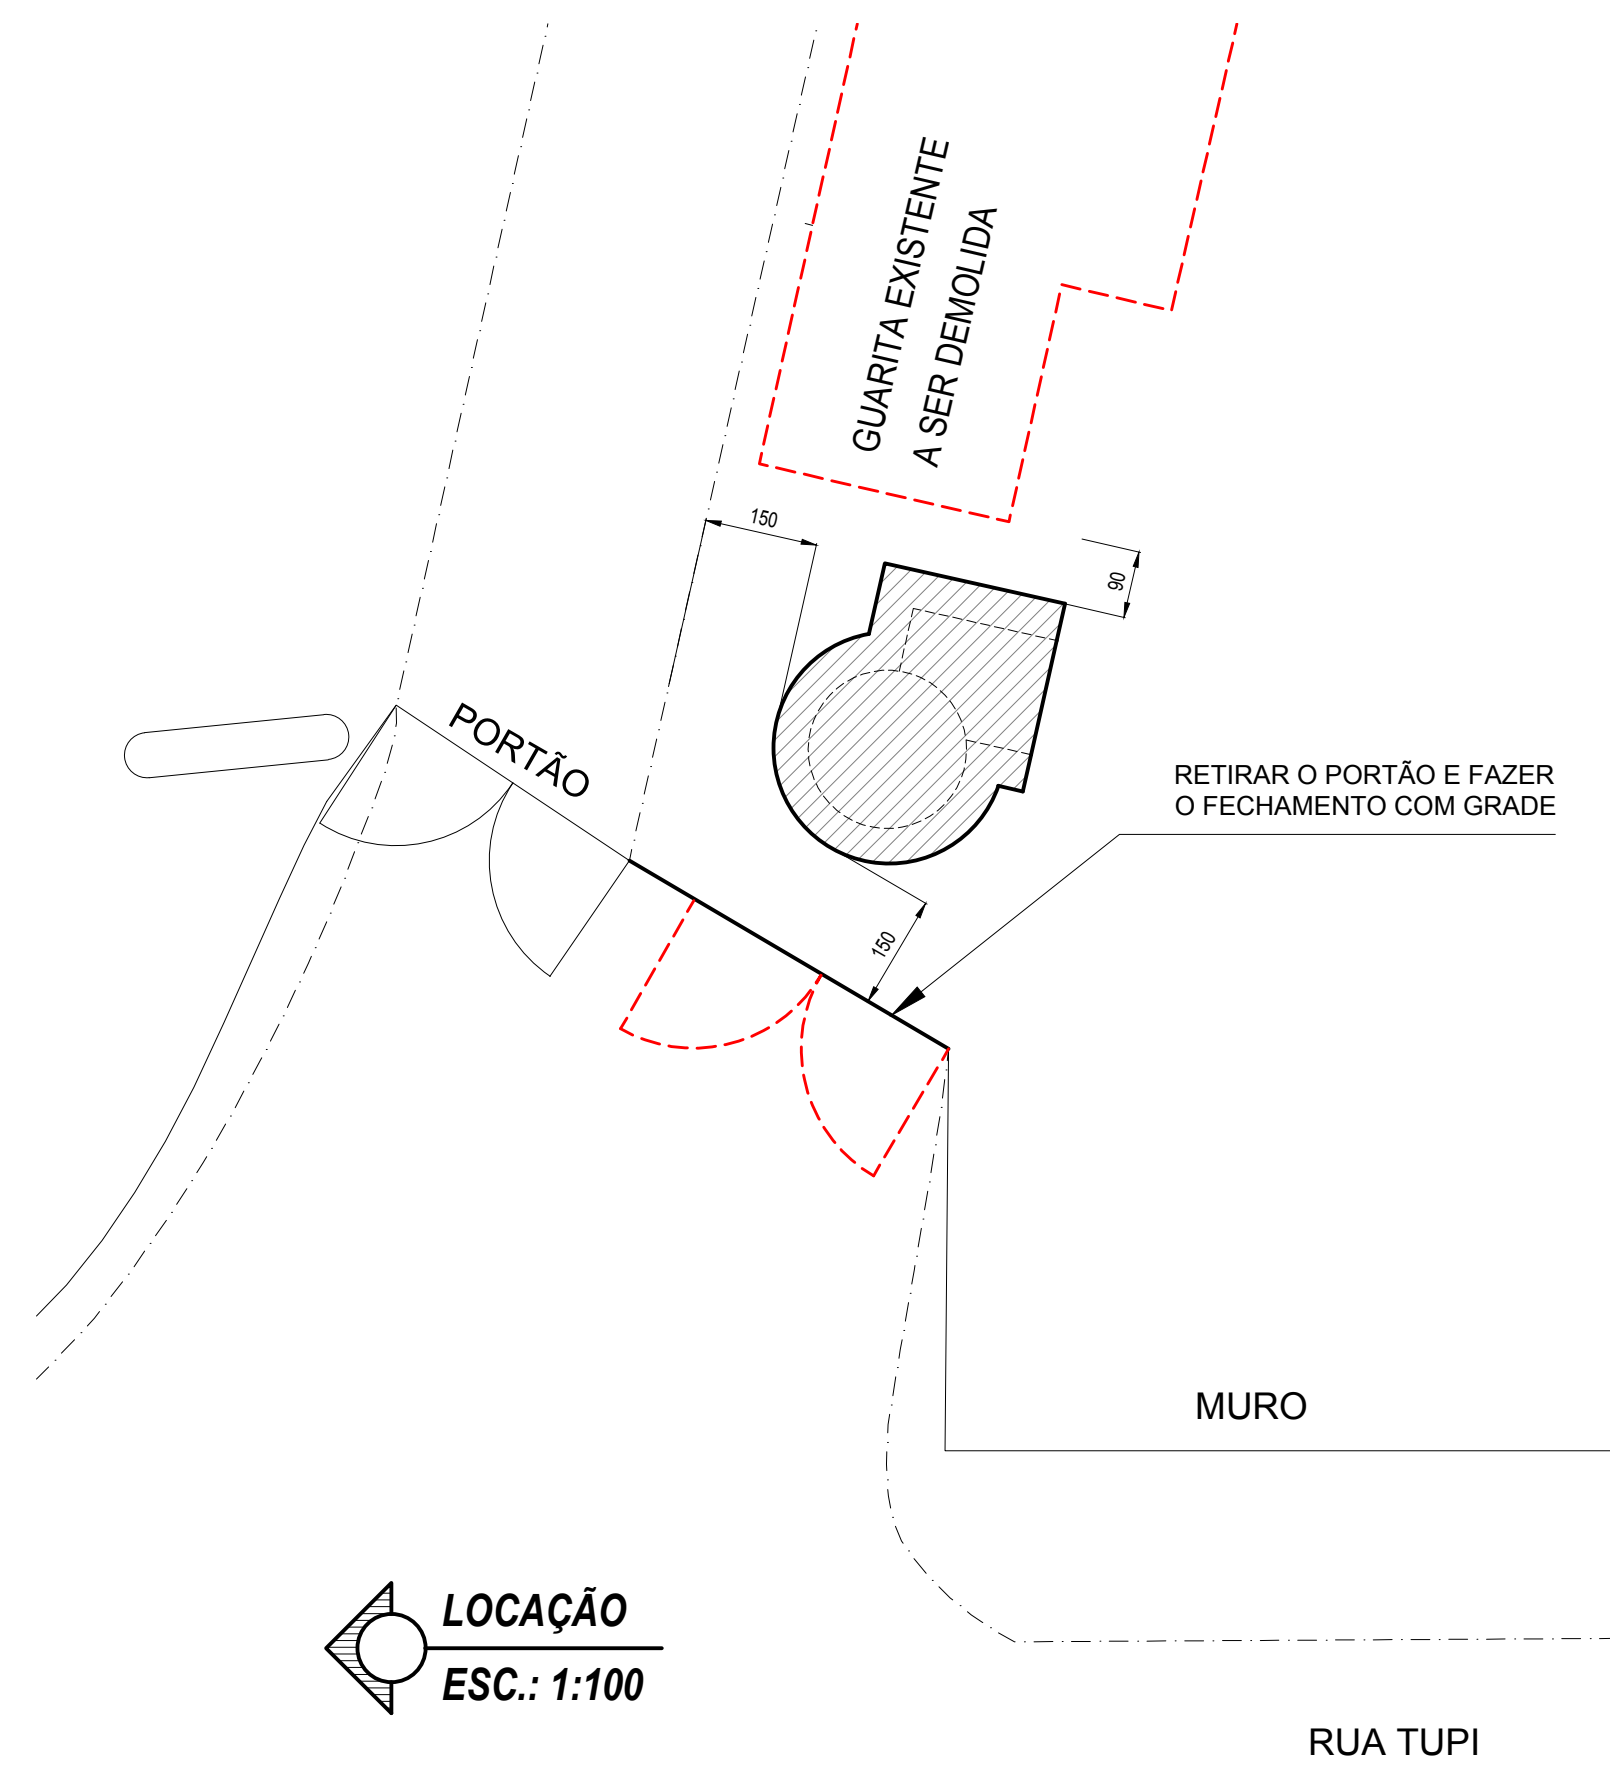 GUARITA EXISTENTE
A SER DEMOLIDA
150
90
PORTÃO
RETIRAR O PORTÃO E FAZER
O FECHAMENTO COM GRADE
150
MURO
LOCAÇÃO
ESC.: 1:100
RUA TUPI